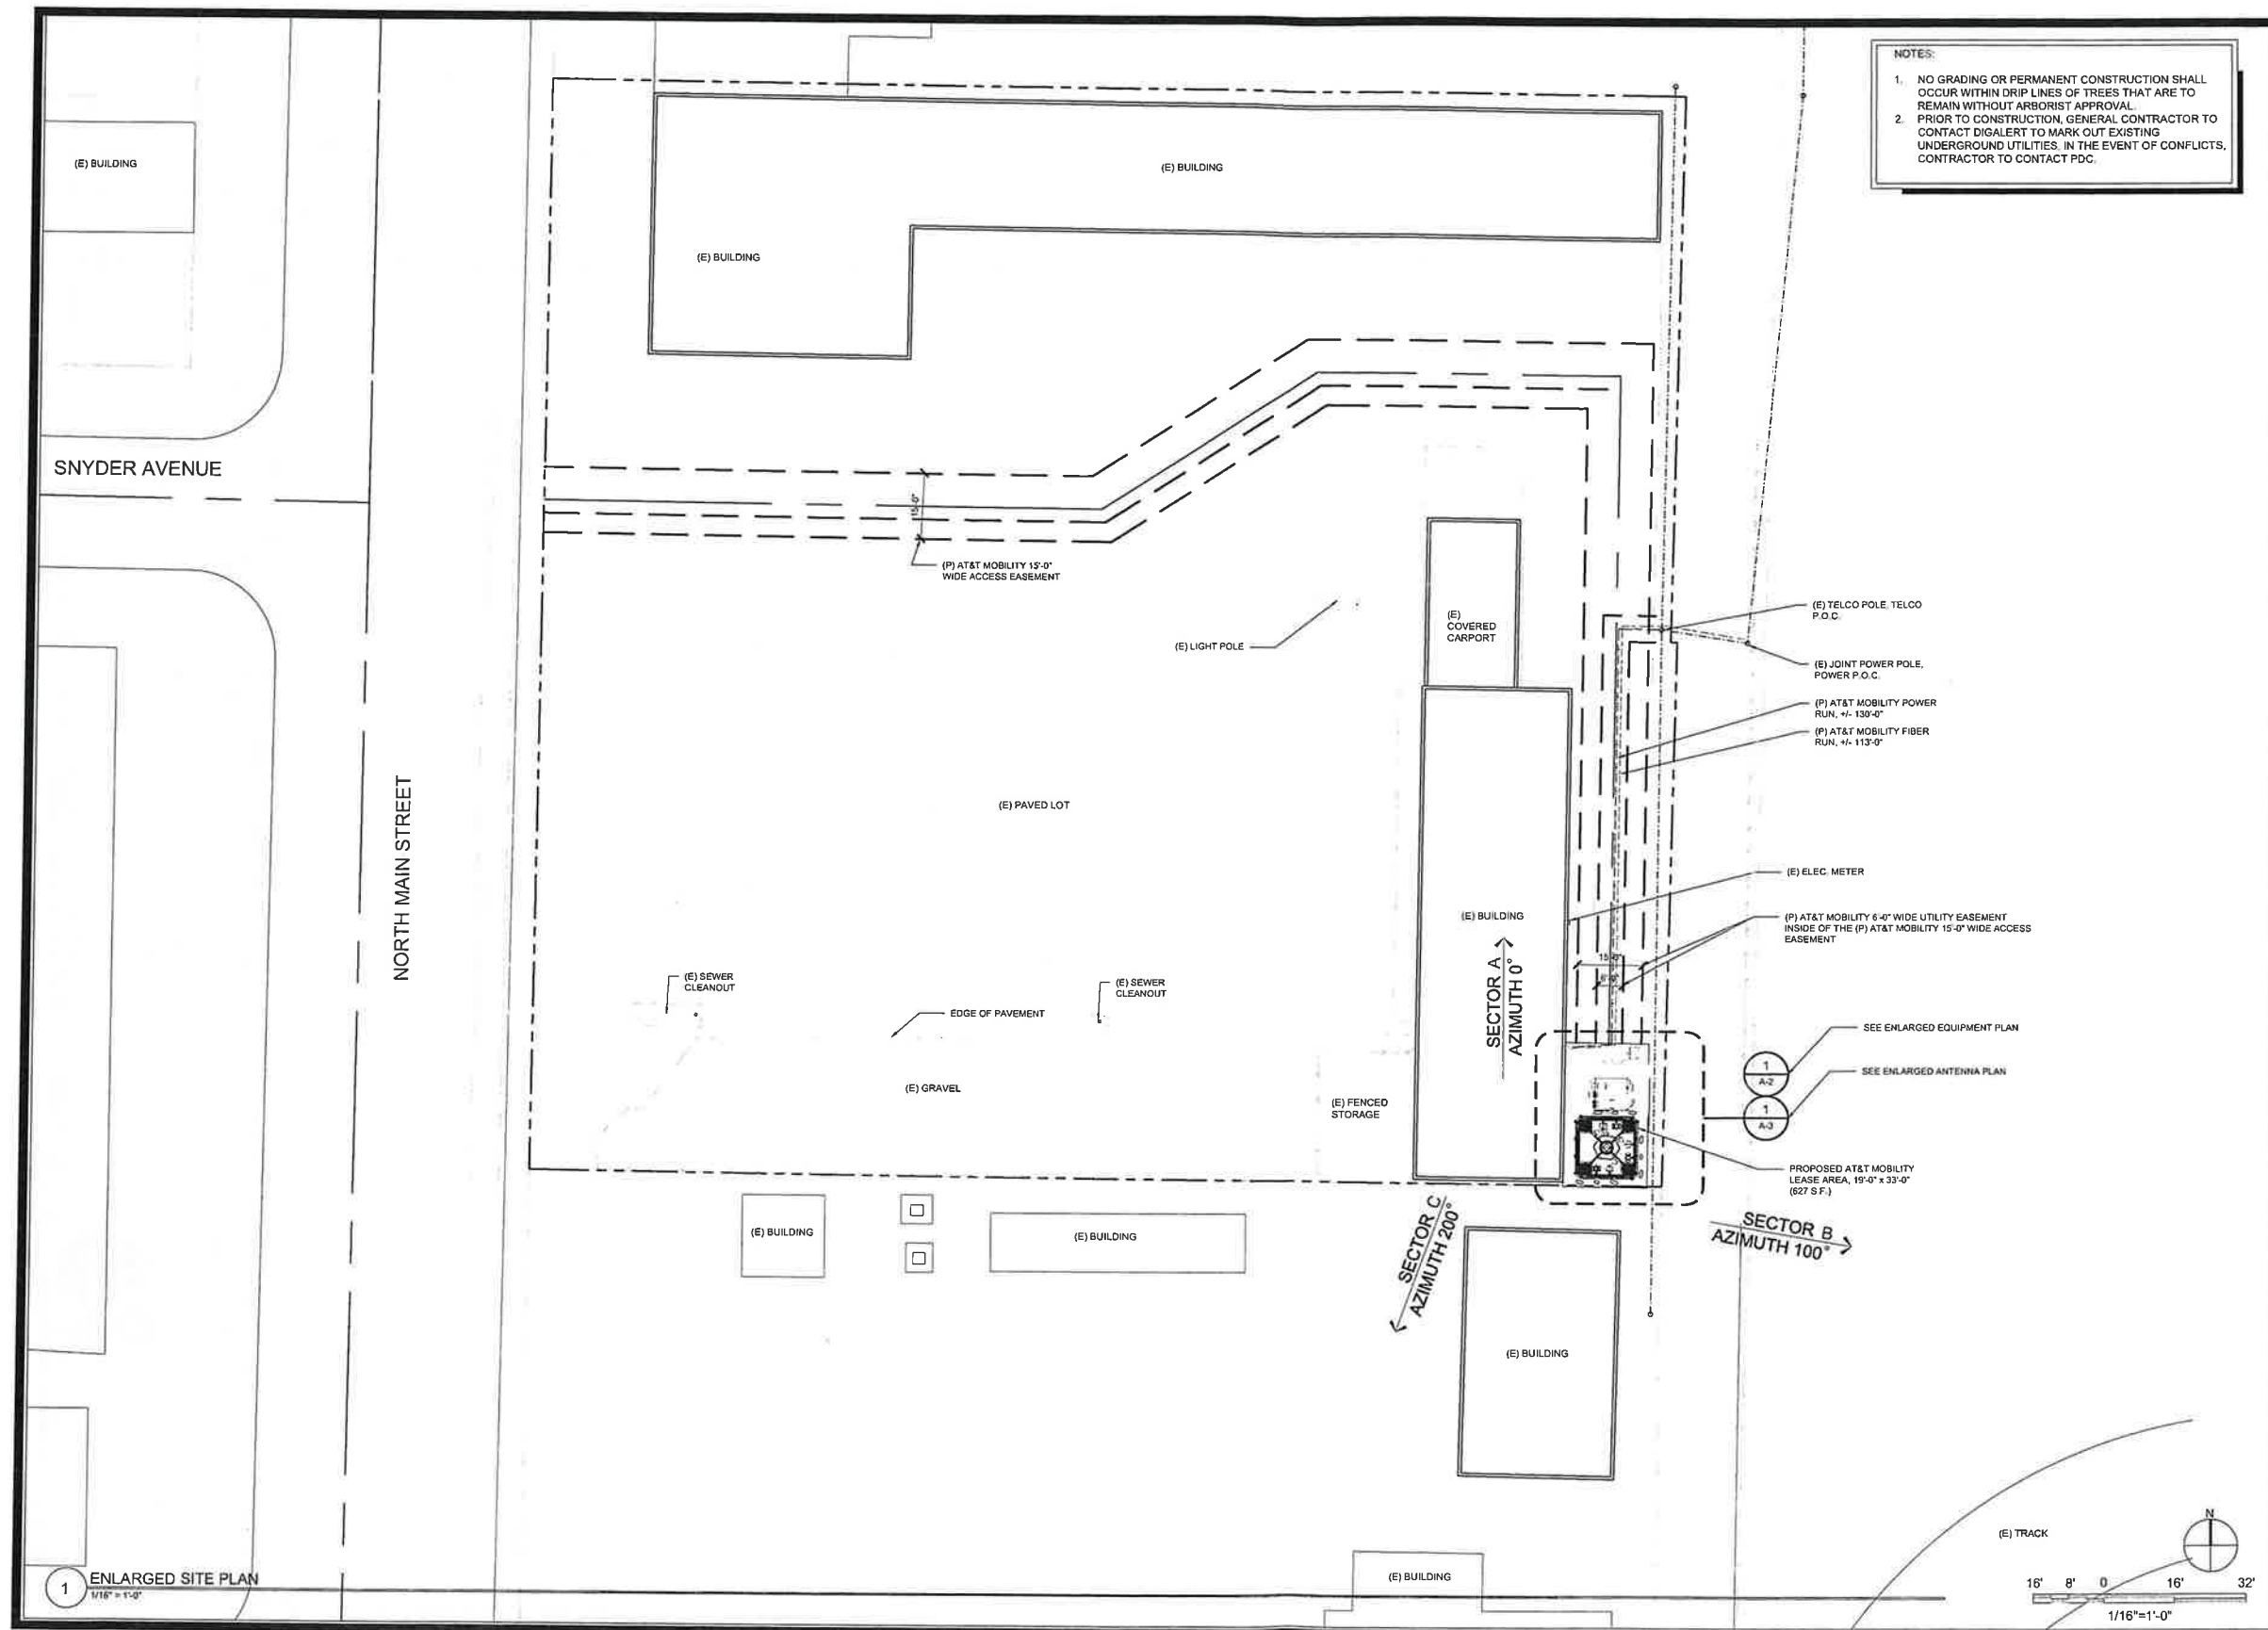 NOTES:
1. NO GRADING OR PERMANENT CONSTRUCTION SHALL
OCCUR WITHIN DRIP LINES OF TREES THAT ARE TO
REMAIN WITHOUT ARBORIST APPROVAL.
2. PRIOR TO CONSTRUCTION, GENERAL CONTRACTOR TO
CONTACT DIGALERT TO MARK OUT EXISTING
UNDERGROUND UTILITIES. IN THE EVENT OF CONFLICTS,
CONTRACTOR TO CONTACT PDC.
(E) BUILDING
(E) BUILDING
(E) BUILDING
SNYDER AVENUE
15'-0"
(P) AT&T MOBILITY 15'-0"
WIDE ACCESS EASEMENT
(E) LIGHT POLE
(E)
COVERED
CARPORT
(E) TELCO POLE, TELCO
P.O.C.
(E) JOINT POWER POLE,
POWER P.O.C.
(P) AT&T MOBILITY POWER
RUN, +/- 130'-0"
(P) AT&T MOBILITY FIBER
RUN, +/- 113'-0"
NORTH MAIN STREET
(E) PAVED LOT
(E) ELEC. METER
(E) BUILDING
(P) AT&T MOBILITY 6'-0" WIDE UTILITY EASEMENT
INSIDE OF THE (P) AT&T MOBILITY 15'-0" WIDE ACCESS
EASEMENT
15'-0"
6'-0"
SECTOR A
AZIMUTH 0°
(E) SEWER
CLEANOUT
(E) SEWER
CLEANOUT
EDGE OF PAVEMENT
SEE ENLARGED EQUIPMENT PLAN
1
A-2
SEE ENLARGED ANTENNA PLAN
1
A-3
(E) GRAVEL
(E) FENCED
STORAGE
PROPOSED AT&T MOBILITY
LEASE AREA, 19'-0" x 33'-0"
(627 S.F.)
SECTOR C
AZIMUTH 200°
SECTOR B
AZIMUTH 100°
(E) BUILDING
(E) BUILDING
(E) BUILDING
(E) TRACK
N
(E) BUILDING
1
ENLARGED SITE PLAN
1/16" = 1'-0"
16' 8' 0 16' 32'
1/16"=1'-0"